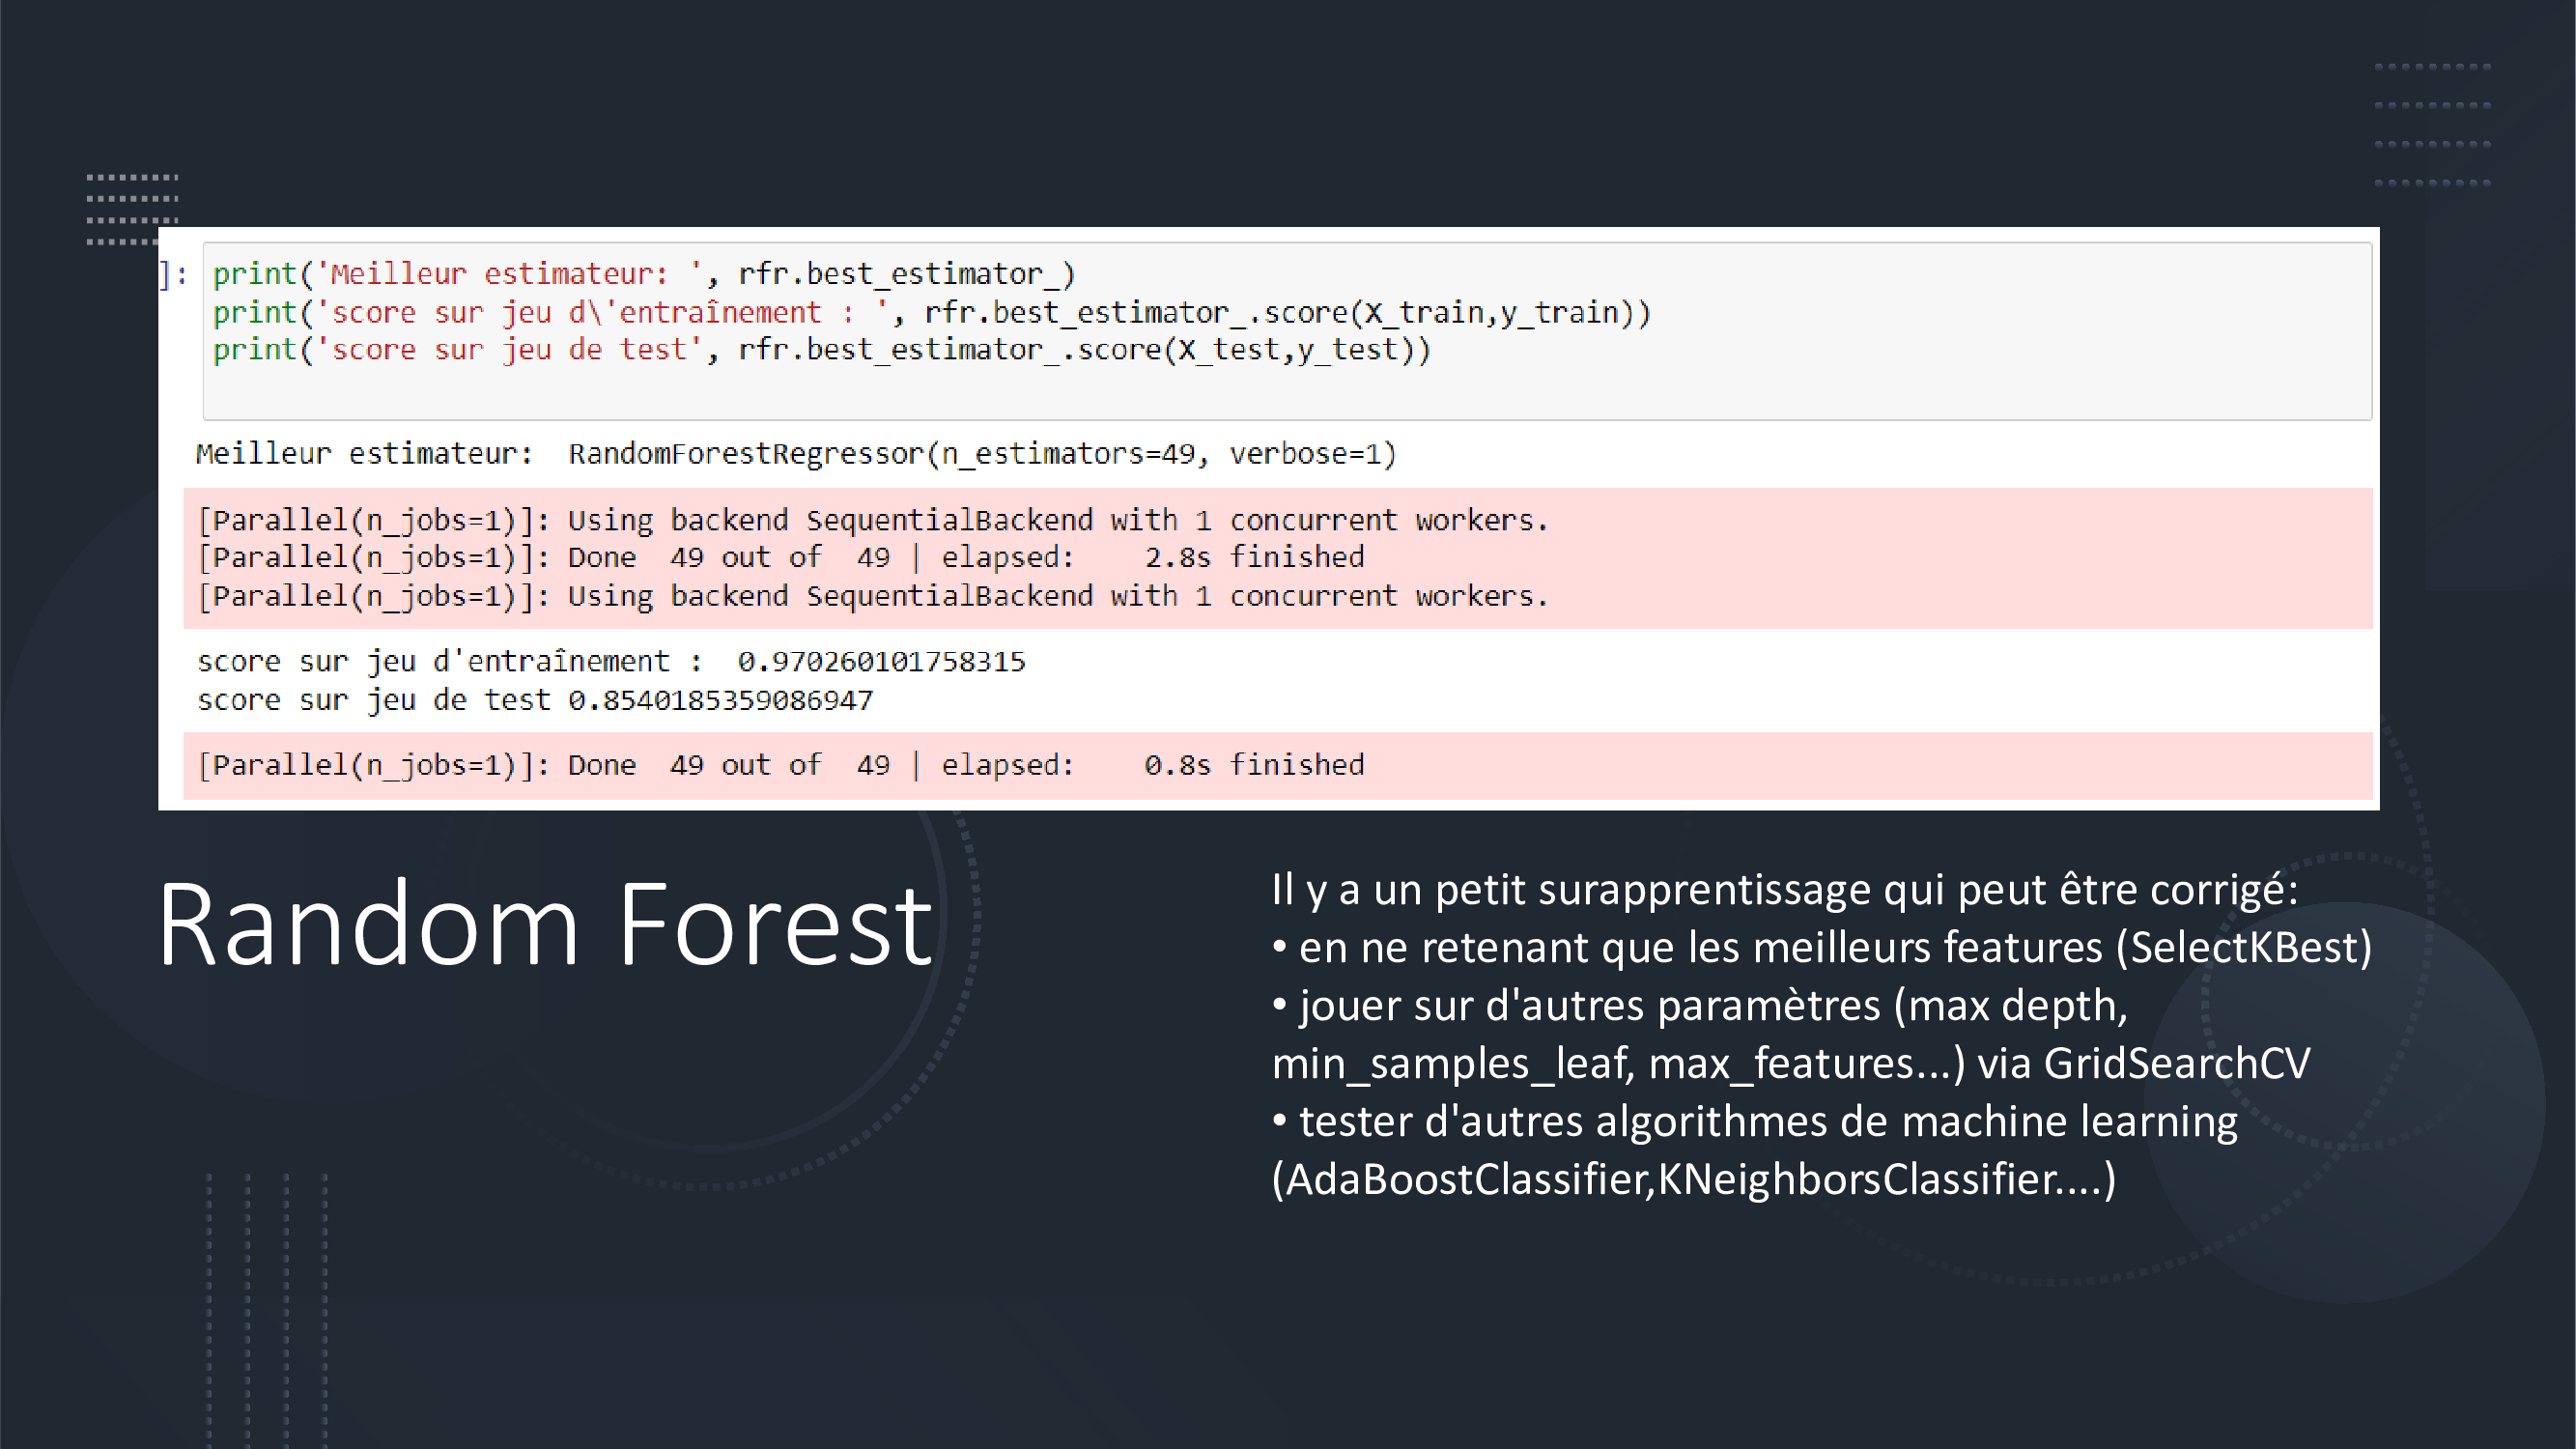 ]: print('Meilleur estimateur: ', rfr.best_estimator_)
print('score sur jeu d\'entraînement : ', rfr.best_estimator_.score(X_train,y_train))
print('score sur jeu de test', rfr.best_estimator_.score(X_test,y_test))
Meilleur estimateur:  RandomForestRegressor(n_estimators=49, verbose=1)
[Parallel(n_jobs=1)]: Using backend SequentialBackend with 1 concurrent workers.
[Parallel(n_jobs=1)]: Done  49 out of  49 | elapsed:    2.8s finished
[Parallel(n_jobs=1)]: Using backend SequentialBackend with 1 concurrent workers.
score sur jeu d'entraînement :  0.970260101758315
score sur jeu de test 0.8540185359086947
[Parallel(n_jobs=1)]: Done  49 out of  49 | elapsed:    0.8s finished
Random Forest
Il y a un petit surapprentissage qui peut être corrigé:
• en ne retenant que les meilleurs features (SelectKBest)
• jouer sur d'autres paramètres (max depth,
min_samples_leaf, max_features...) via GridSearchCV
• tester d'autres algorithmes de machine learning
(AdaBoostClassifier,KNeighborsClassifier....)